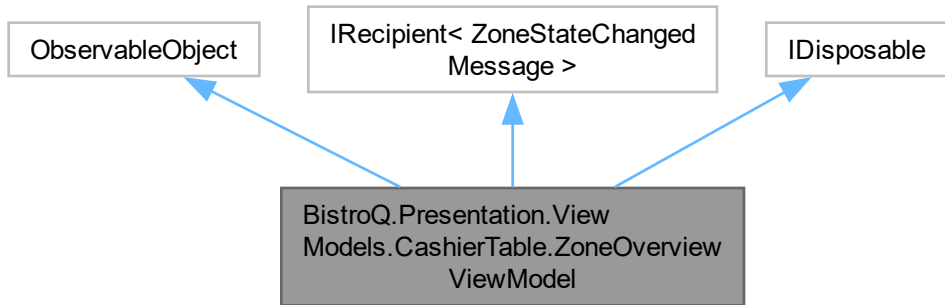 ObservableObject
IRecipient< ZoneStateChanged
Message >
IDisposable
BistroQ.Presentation.View
Models.CashierTable.ZoneOverview
ViewModel